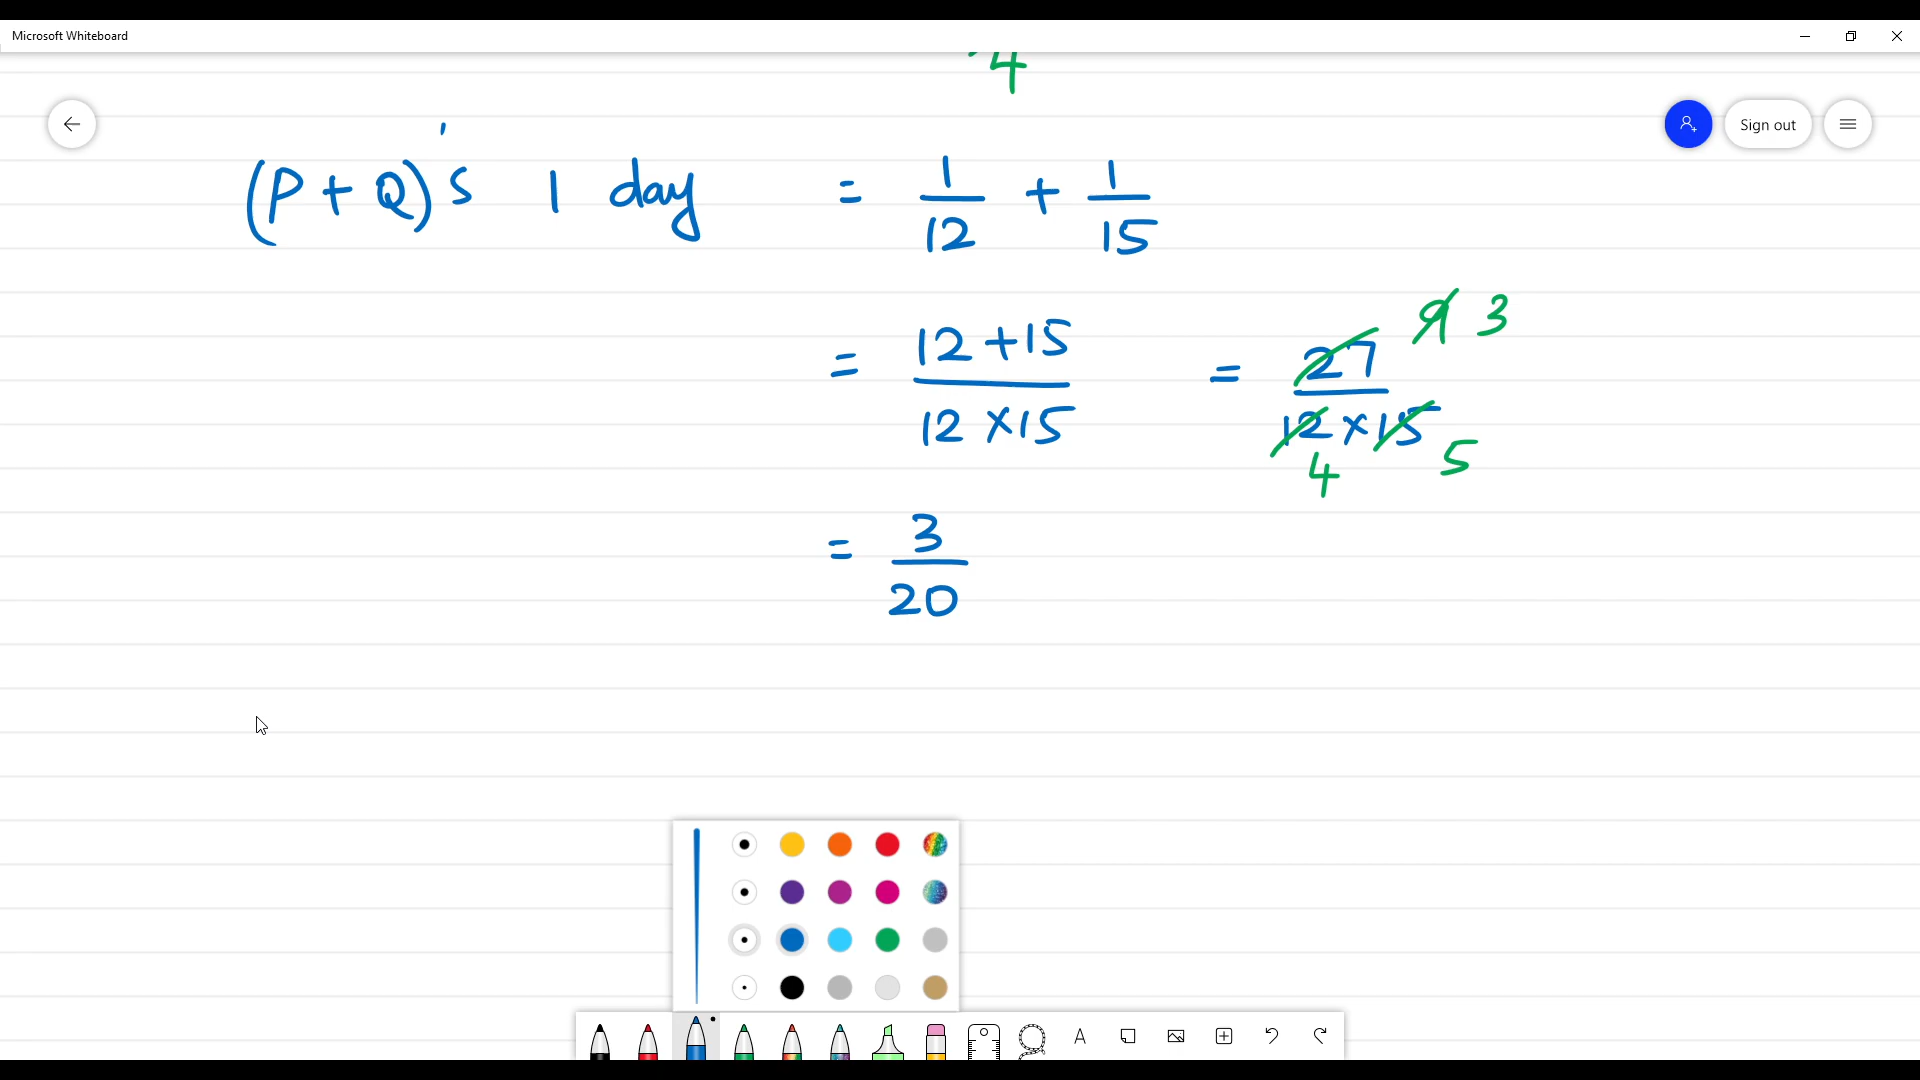 Microsoft Whiteboard
4
Sign out
(P + Q)'s 1 day = 1/12 + 1/15
= 12 + 15 / 12 × 15 = 27 / 12 × 15 9 3 4 5
= 3/20
A